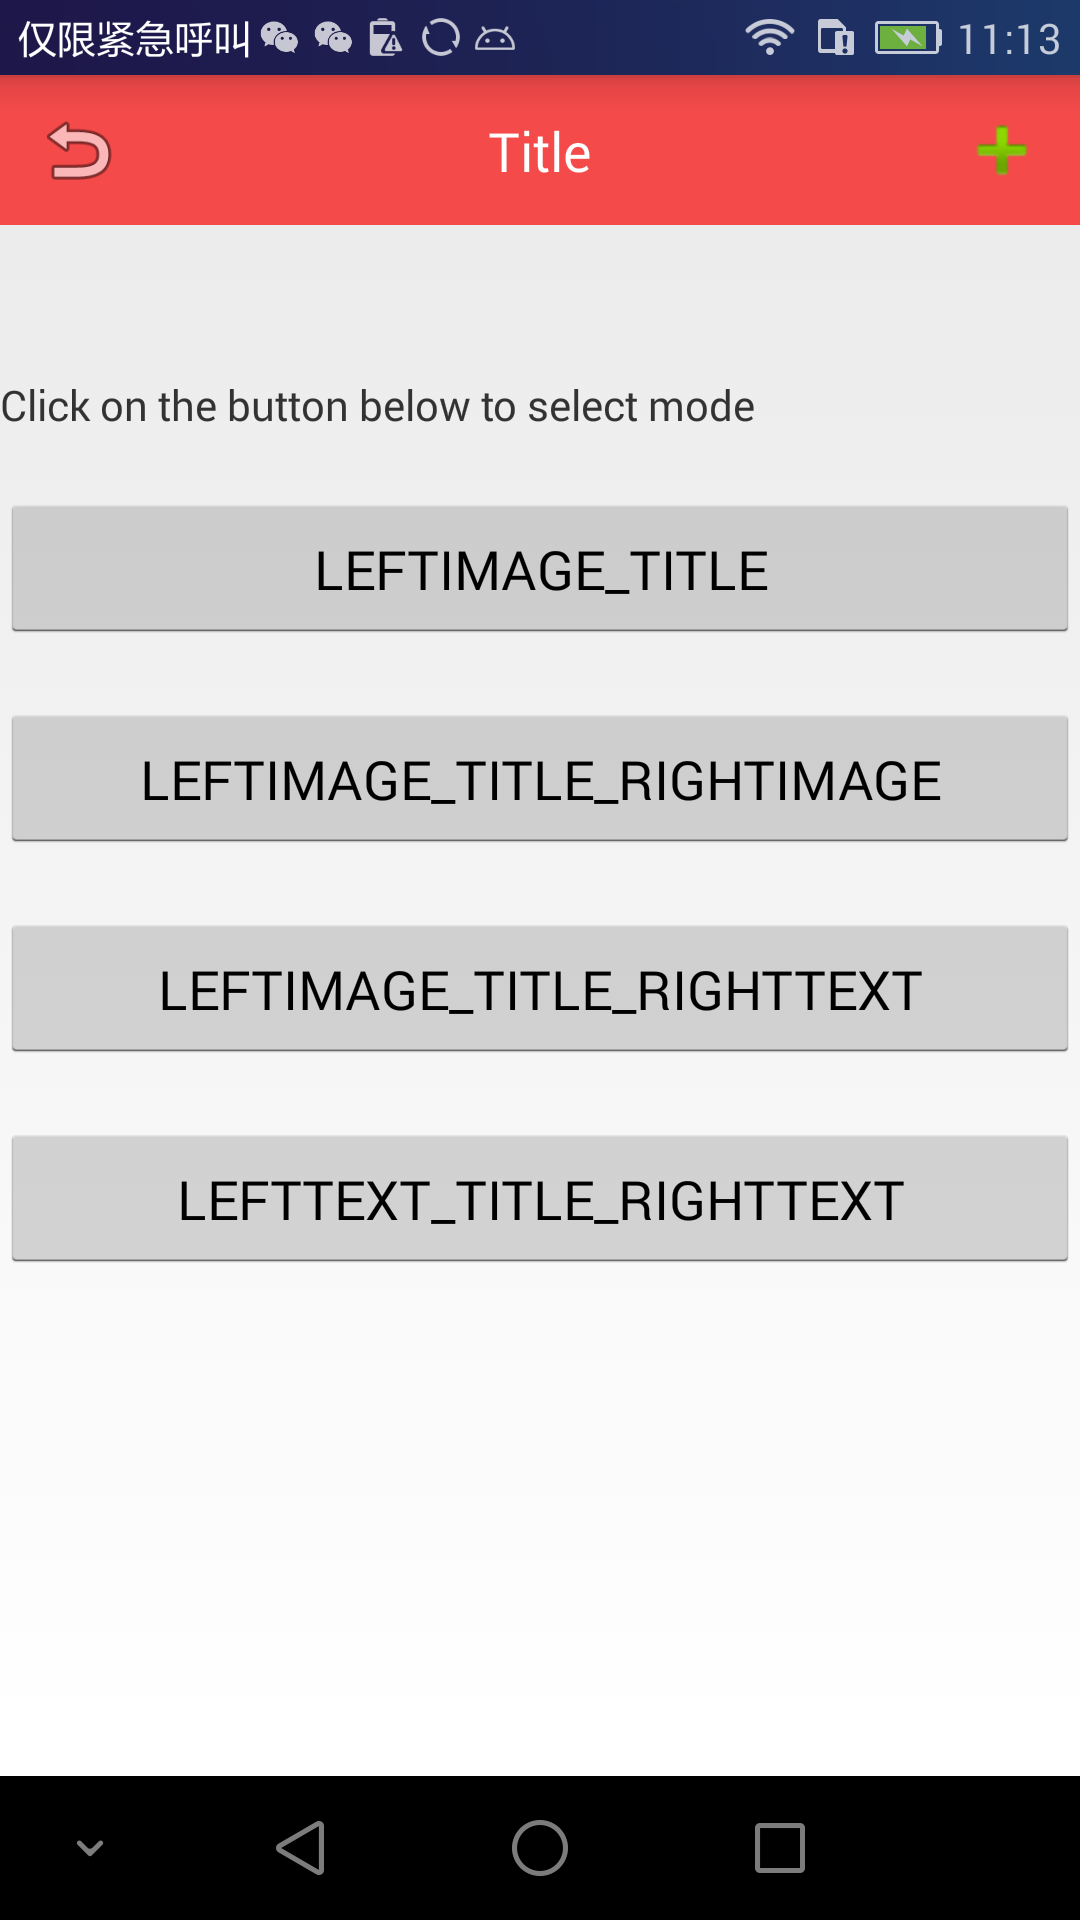 仅限紧急呼叫 11:13
Title
Click on the button below to select mode
LEFTIMAGE_TITLE
LEFTIMAGE_TITLE_RIGHTIMAGE
LEFTIMAGE_TITLE_RIGHTTEXT
LEFTTEXT_TITLE_RIGHTTEXT